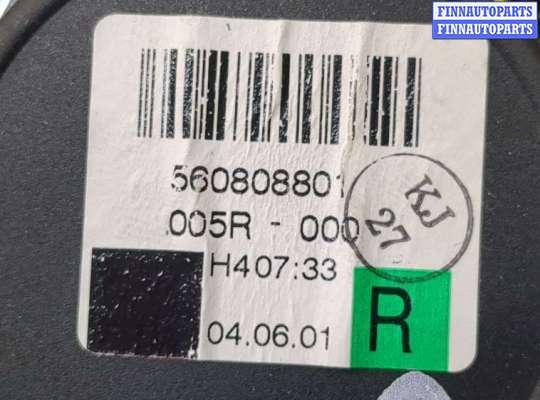 FINNAUTOPARTS
FINNAUTOPARTS
560808801
005R - 000
KJ
27
H407:33
04.06.01
R